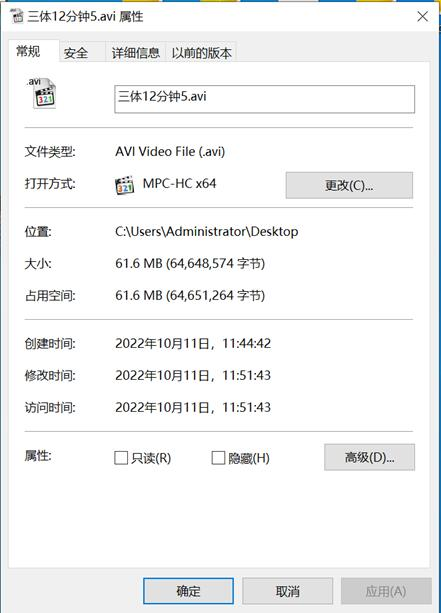 三体12分钟5.avi 属性
常规 安全 详细信息 以前的版本
.avi
321
三体12分钟5.avi
文件类型: AVI Video File (.avi)
打开方式: 321 MPC-HC x64 更改(C)...
位置: C:\Users\Administrator\Desktop
大小: 61.6 MB (64,648,574 字节)
占用空间: 61.6 MB (64,651,264 字节)
创建时间: 2022年10月11日，11:44:42
修改时间: 2022年10月11日，11:51:43
访问时间: 2022年10月11日，11:51:43
属性: 只读(R) 隐藏(H) 高级(D)...
确定 取消 应用(A)